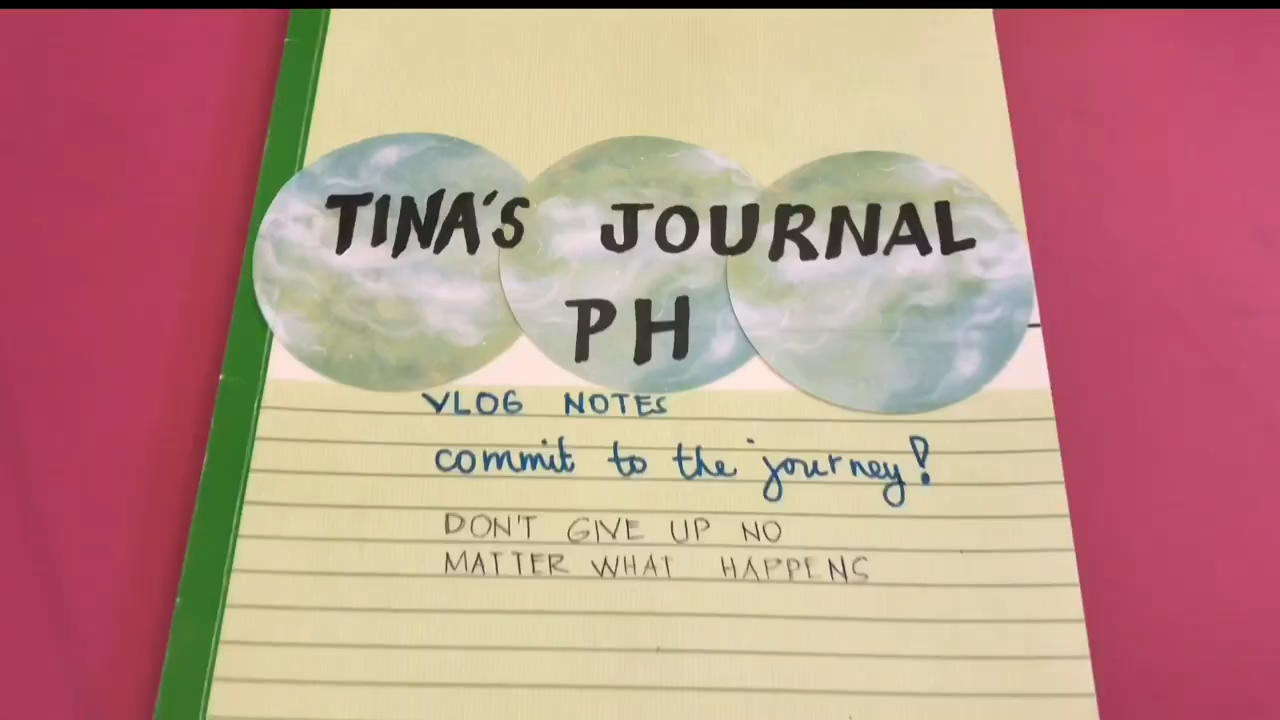 TINA'S JOURNAL
PH
VLOG NOTES
commit to the journey!
DON'T GIVE UP NO
MATTER WHAT HAPPENS